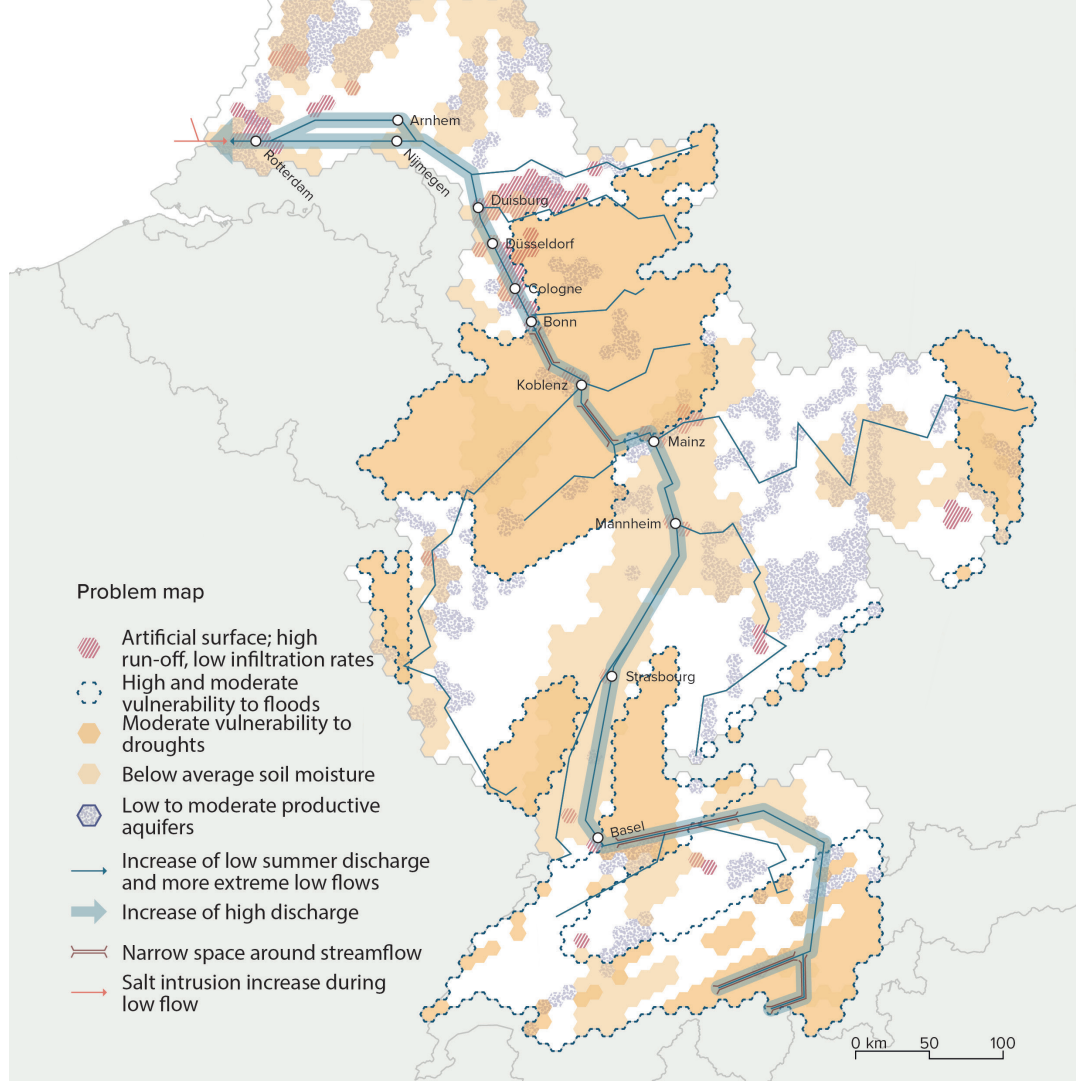 Arnhem
Rotterdam
Nijmegen
Duisburg
Düsseldorf
Cologne
Bonn
Koblenz
Mainz
Mannheim
Strasbourg
Basel
Problem map
Artificial surface; high
run-off, low infiltration rates
High and moderate
vulnerability to floods
Moderate vulnerability to
droughts
Below average soil moisture
Low to moderate productive
aquifers
Increase of low summer discharge
and more extreme low flows
Increase of high discharge
Narrow space around streamflow
Salt intrusion increase during
low flow
0 km 50 100